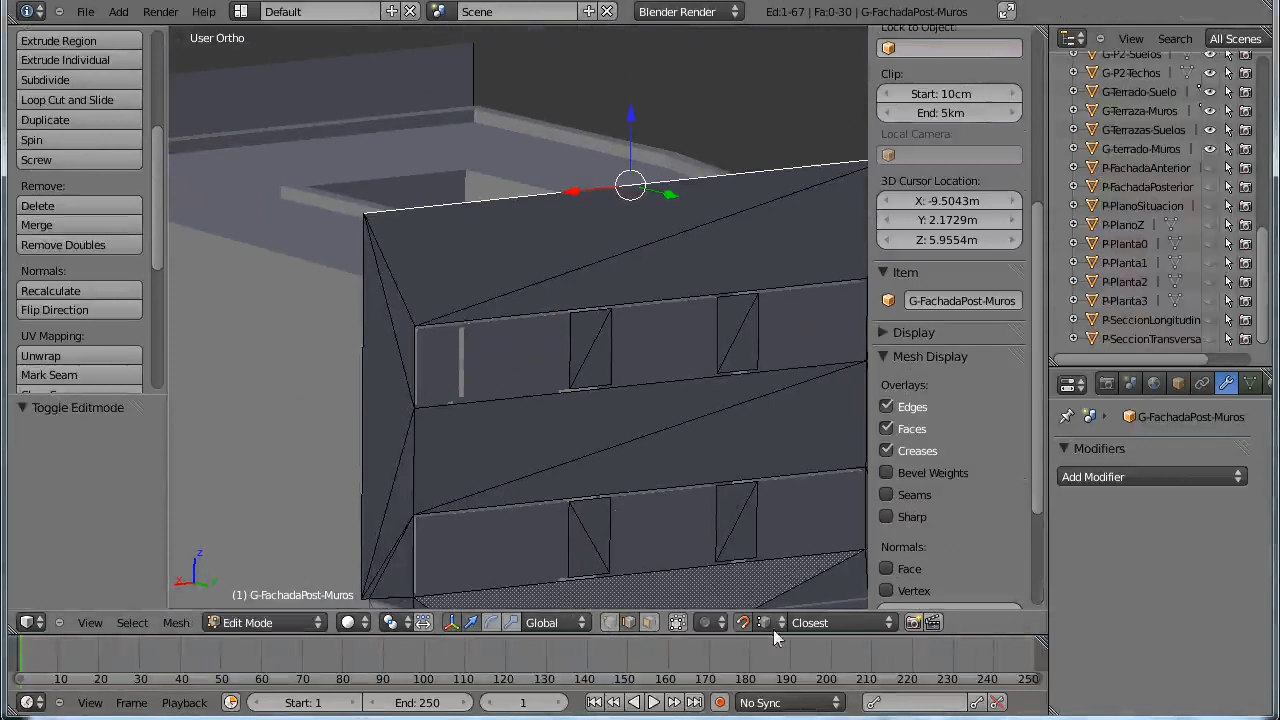 File Add Render Help Default Scene Blender Render Ed:1-67 | Fa:0-30 | G-FachadaPost-Muros
Extrude Region
Extrude Individual
Subdivide
Loop Cut and Slide
Duplicate
Spin
Screw
Remove:
Delete
Merge
Remove Doubles
Normals:
Recalculate
Flip Direction
UV Mapping:
Unwrap
Mark Seam
Toggle Editmode
User Ortho
z
x
y
(1) G-FachadaPost-Muros
Lock to Object:
Clip:
Start: 10cm
End: 5km
Local Camera:
3D Cursor Location:
X: -9.5043m
Y: 2.1729m
Z: 5.9554m
Item
G-FachadaPost-Muros
Display
Mesh Display
Overlays:
Edges
Faces
Creases
Bevel Weights
Seams
Sharp
Normals:
Face
Vertex
View Search All Scenes
G-P2-Suelos
G-P2-Techos
G-Terrado-Suelo
G-Terraza-Muros
G-Terrazas-Suelos
G-terrado-Muros
P-FachadaAnterior
P-FachadaPosterior
P-PlanoSituacion
P-PlanoZ
P-Planta0
P-Planta1
P-Planta2
P-Planta3
P-SeccionLongitudin
P-SeccionTransversa
G-FachadaPost-Muros
Modifiers
Add Modifier
View Select Mesh Edit Mode Global Closest
0 10 20 30 40 50 60 70 80 90 100 110 120 130 140 150 160 170 180 190 200 210 220 230 240 250
View Frame Playback Start: 1 End: 250 1 No Sync